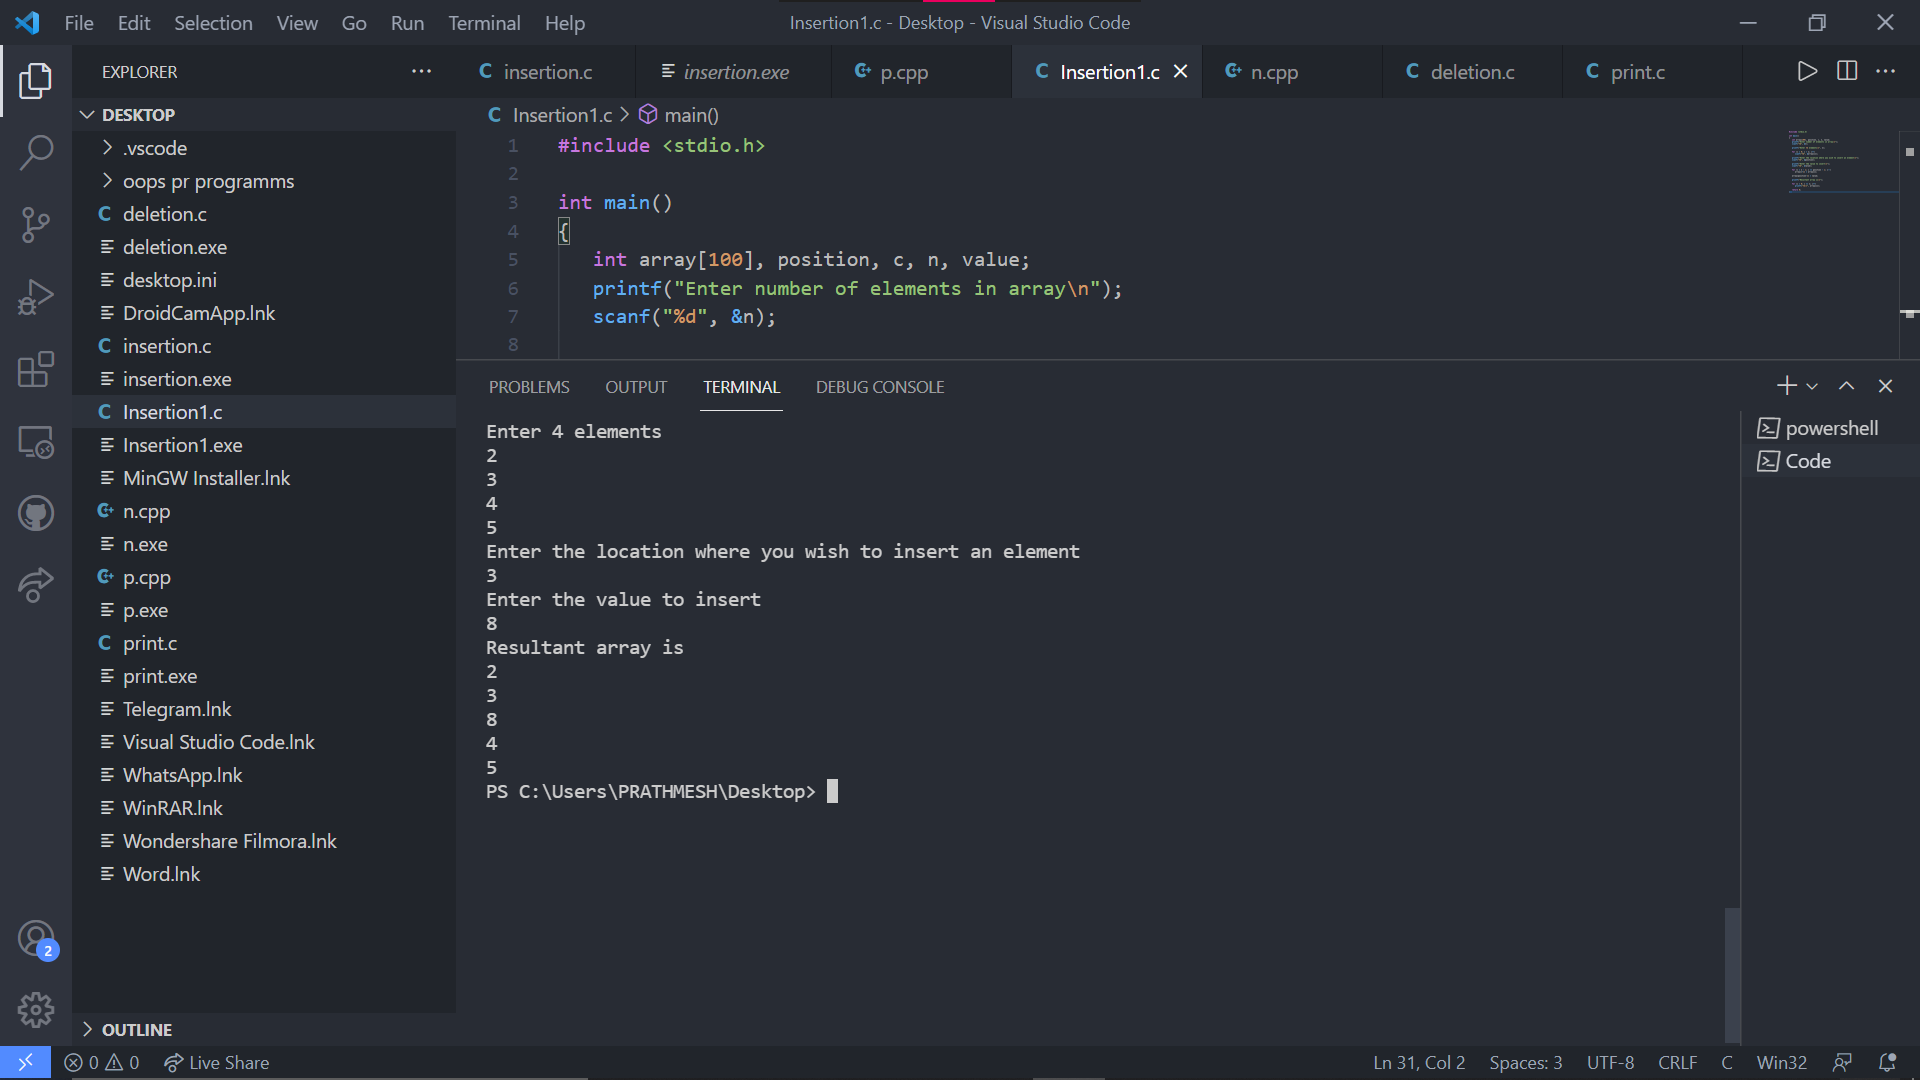 File Edit Selection View Go Run Terminal Help
Insertion1.c - Desktop - Visual Studio Code
EXPLORER
DESKTOP
.vscode
oops pr programms
deletion.c
deletion.exe
desktop.ini
DroidCamApp.lnk
insertion.c
insertion.exe
Insertion1.c
Insertion1.exe
MinGW Installer.lnk
n.cpp
n.exe
p.cpp
p.exe
print.c
print.exe
Telegram.lnk
Visual Studio Code.lnk
WhatsApp.lnk
WinRAR.lnk
Wondershare Filmora.lnk
Word.lnk
OUTLINE
2
insertion.c insertion.exe p.cpp Insertion1.c n.cpp deletion.c print.c
Insertion1.c > main()
1 #include <stdio.h>
2
3 int main()
4 {
5 int array[100], position, c, n, value;
6 printf("Enter number of elements in array\n");
7 scanf("%d", &n);
8
PROBLEMS OUTPUT TERMINAL DEBUG CONSOLE
Enter 4 elements
2
3
4
5
Enter the location where you wish to insert an element
3
Enter the value to insert
8
Resultant array is
2
3
8
4
5
PS C:\Users\PRATHMESH\Desktop>
powershell
Code
0 0 Live Share
Ln 31, Col 2 Spaces: 3 UTF-8 CRLF C Win32